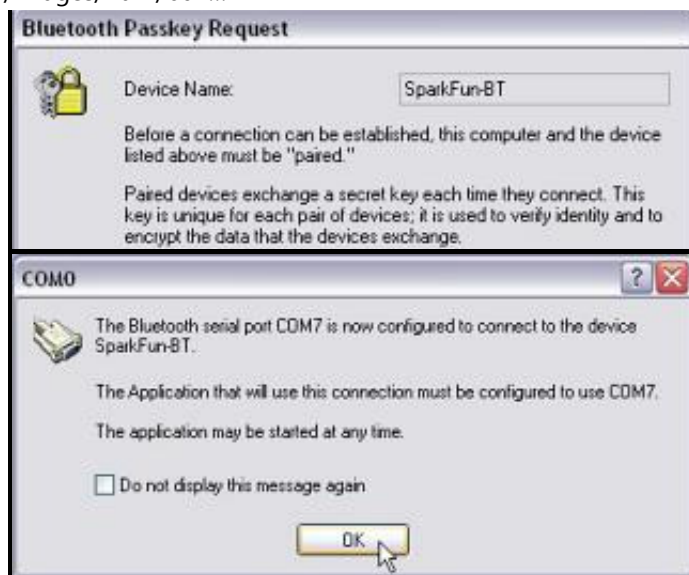 Bluetooth Passkey Request
Device Name: SparkFun-BT
Before a connection can be established, this computer and the device
listed above must be "paired."
Paired devices exchange a secret key each time they connect. This
key is unique for each pair of devices; it is used to verify identity and to
encrypt the data that the devices exchange.
COM0
The Bluetooth serial port COM7 is now configured to connect to the device
SparkFun-BT.
The Application that will use this connection must be configured to use COM7.
The application may be started at any time.
Do not display this message again
OK